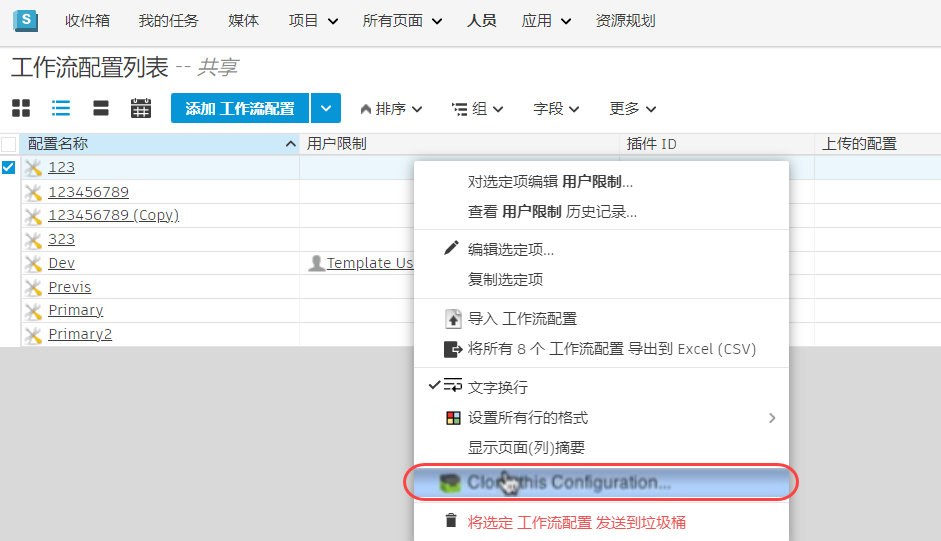 S 收件箱 我的任务 媒体 项目 所有页面 人员 应用 资源规划
工作流配置列表 -- 共享
添加 工作流配置 排序 组 字段 更多
配置名称 用户限制 插件 ID 上传的配置
123
123456789
123456789 (Copy)
323
Dev Template Us
Previs
Primary
Primary2
对选定项编辑 用户限制...
查看 用户限制 历史记录...
编辑选定项...
复制选定项
导入 工作流配置
将所有 8 个 工作流配置 导出到 Excel (CSV)
文字换行
设置所有行的格式
显示页面(列)摘要
Clone this Configuration...
将选定 工作流配置 发送到垃圾桶